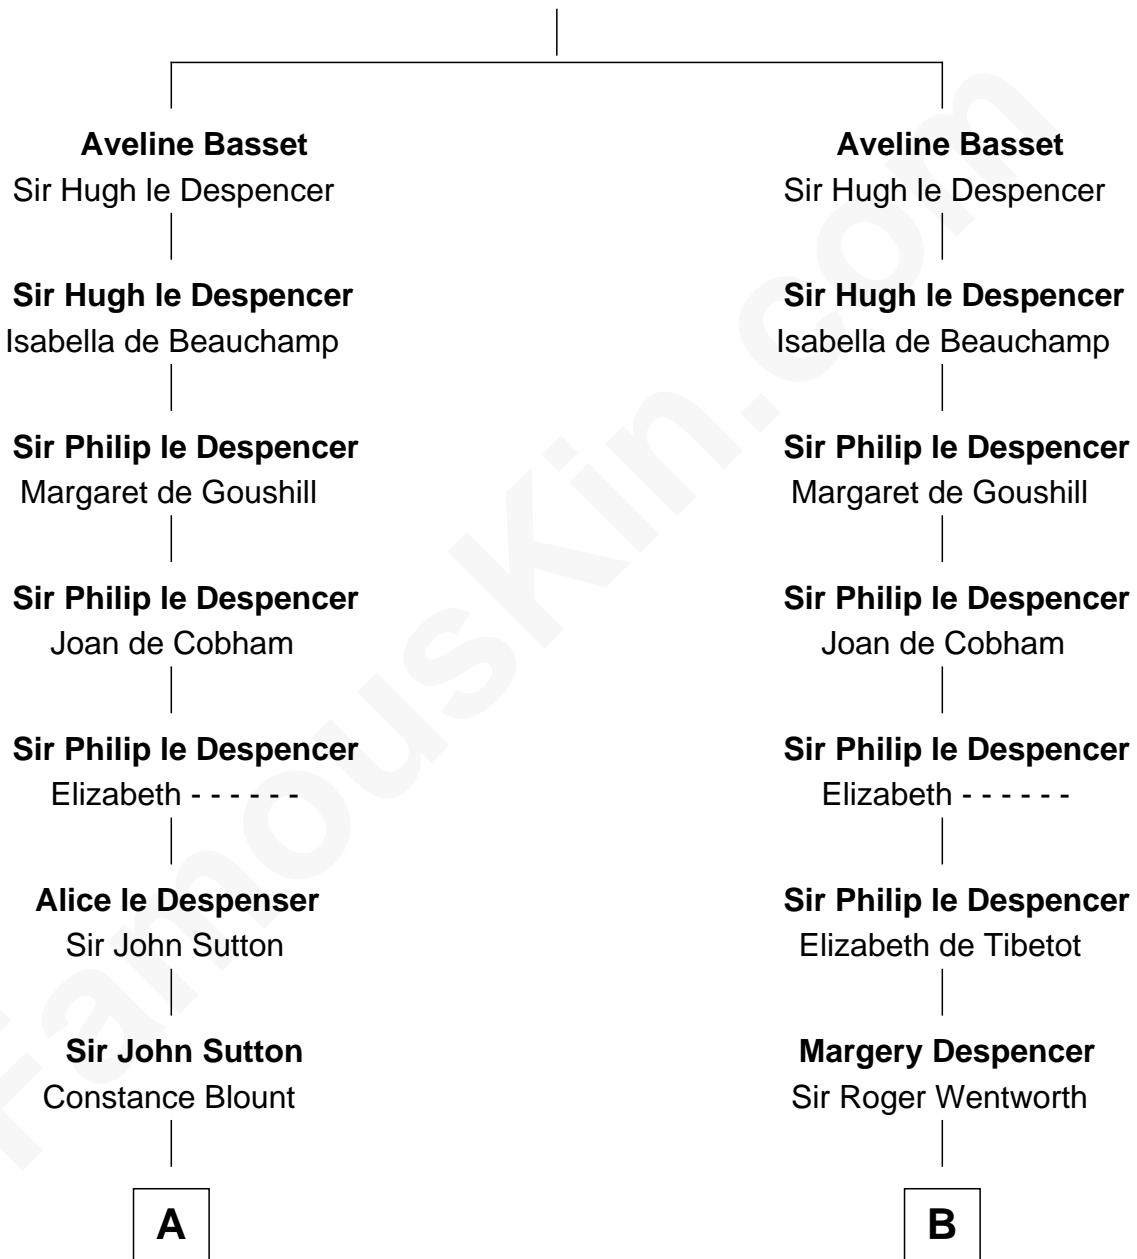 Aveline Basset
Sir Hugh le Despencer
Sir Hugh le Despencer
Isabella de Beauchamp
Sir Philip le Despencer
Margaret de Goushill
Sir Philip le Despencer
Joan de Cobham
Sir Philip le Despencer
Elizabeth - - - - - -
Alice le Despenser
Sir John Sutton
Sir John Sutton
Constance Blount
A
Aveline Basset
Sir Hugh le Despencer
Sir Hugh le Despencer
Isabella de Beauchamp
Sir Philip le Despencer
Margaret de Goushill
Sir Philip le Despencer
Joan de Cobham
Sir Philip le Despencer
Elizabeth - - - - - -
Sir Philip le Despencer
Elizabeth de Tibetot
Margery Despencer
Sir Roger Wentworth
B
FamousKin.com